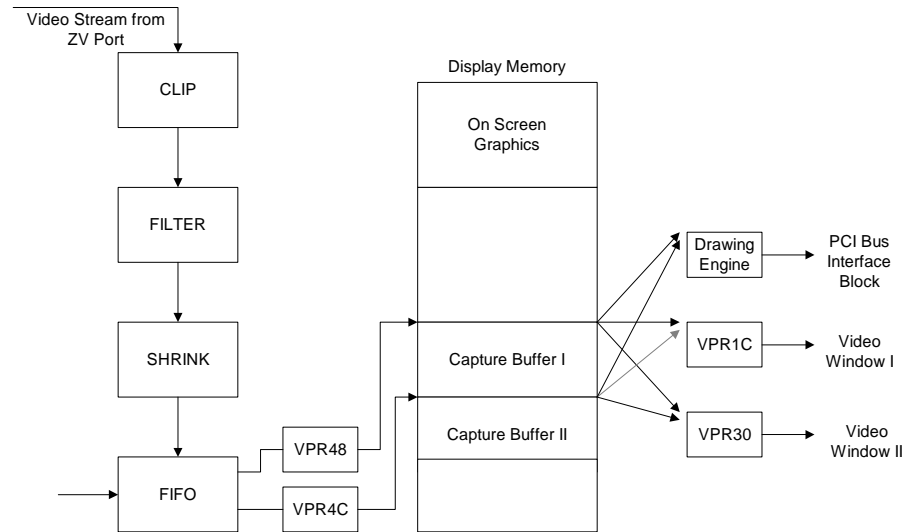 Video Stream from
ZV Port
CLIP
FILTER
SHRINK
FIFO
VPR48
VPR4C
Display Memory
On Screen
Graphics
Capture Buffer I
Capture Buffer II
Drawing
Engine
VPR1C
VPR30
PCI Bus
Interface
Block
Video
Window I
Video
Window II